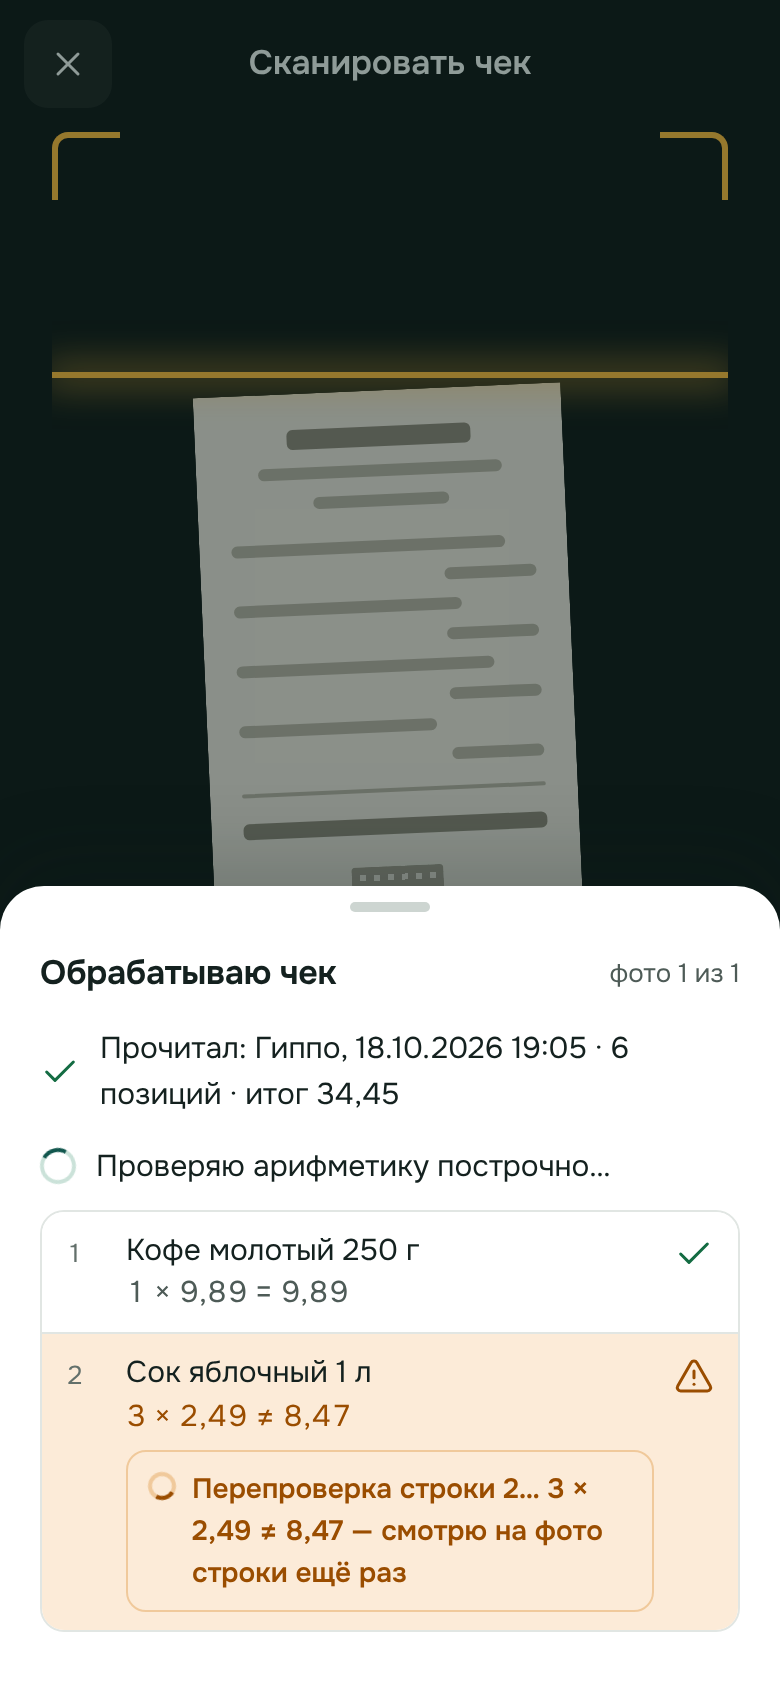 Сканировать чек
Обрабатываю чек
фото 1 из 1
Прочитал: Гиппо, 18.10.2026 19:05 · 6
позиций · итог 34,45
Проверяю арифметику построчно...
1
Кофе молотый 250 г
1 × 9,89 = 9,89
2
Сок яблочный 1 л
3 × 2,49 ≠ 8,47
Перепроверка строки 2... 3 ×
2,49 ≠ 8,47 — смотрю на фото
строки ещё раз